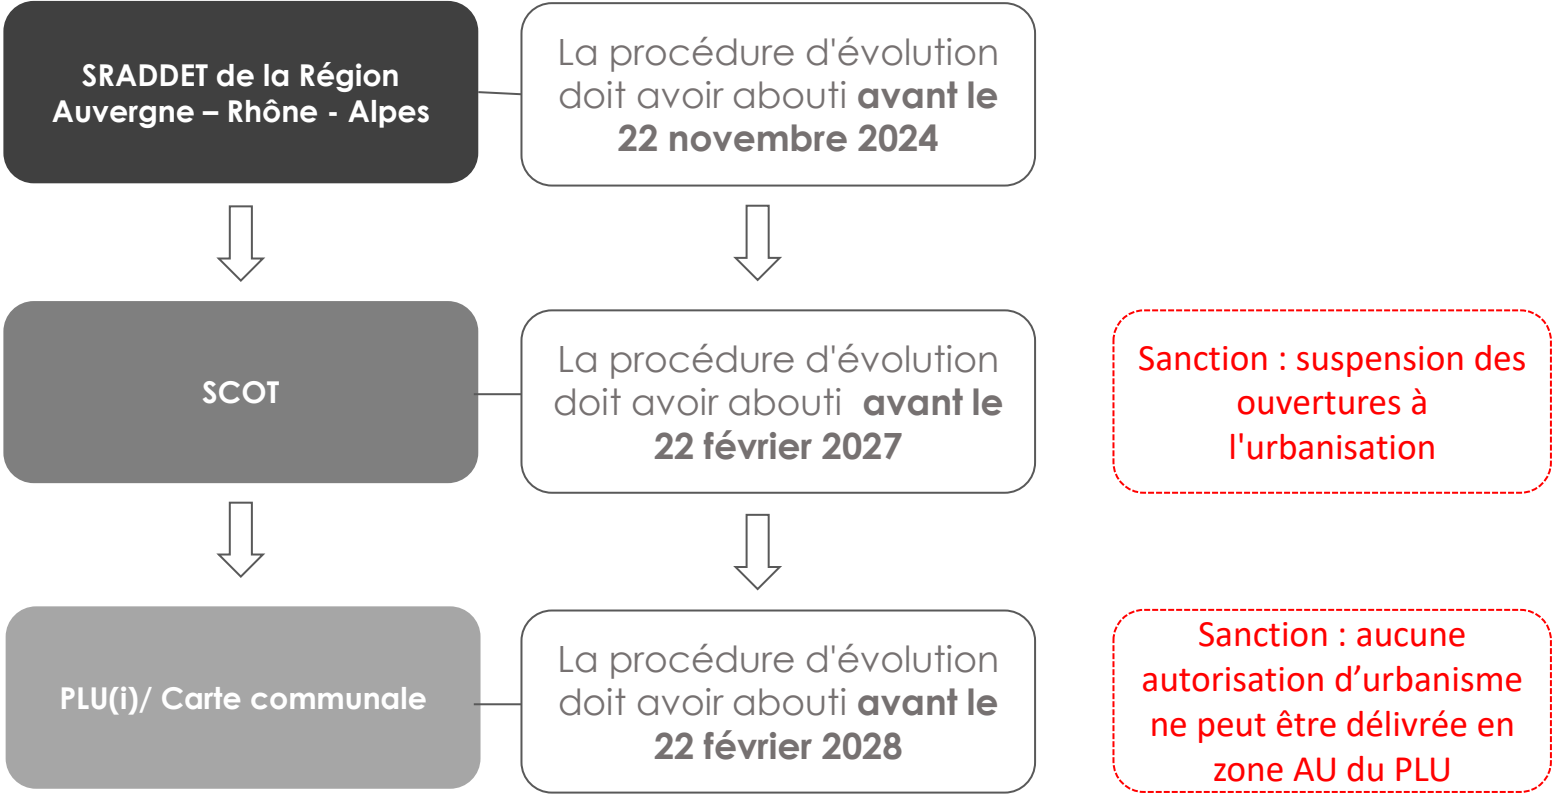 SRADDET de la Région
Auvergne – Rhône - Alpes
La procédure d'évolution
doit avoir abouti avant le
22 novembre 2024
SCOT
La procédure d'évolution
doit avoir abouti  avant le
22 février 2027
Sanction : suspension des
ouvertures à
l'urbanisation
PLU(i)/ Carte communale
La procédure d'évolution
doit avoir abouti avant le
22 février 2028
Sanction : aucune
autorisation d’urbanisme
ne peut être délivrée en
zone AU du PLU